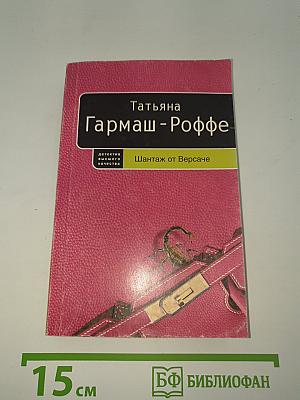 Татьяна
Гармаш-Роффе
детектив
высшего
качества
Шантаж от Версаче
15 см
БФ БИБЛИОФАН